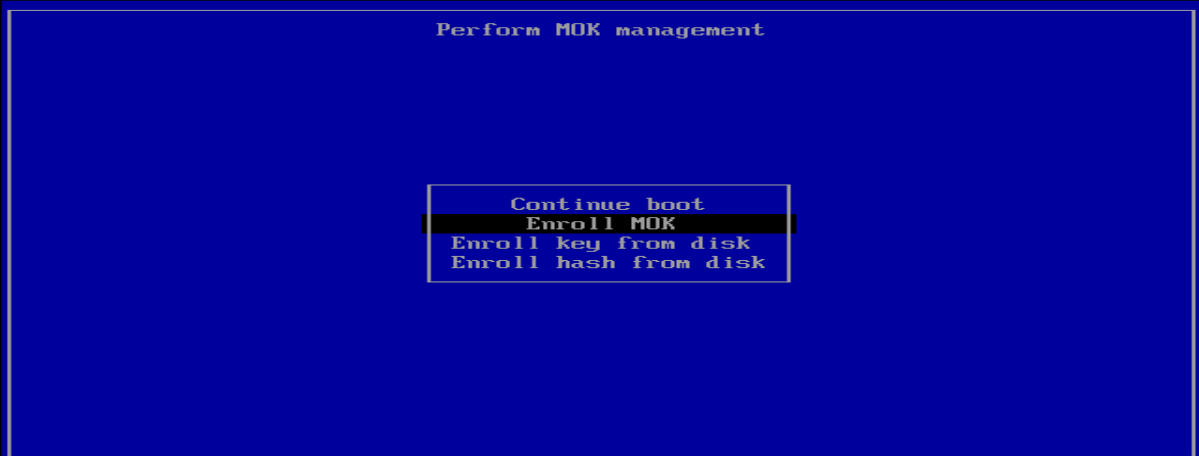 Perform MOK management
Continue boot
Enroll MOK
Enroll key from disk
Enroll hash from disk